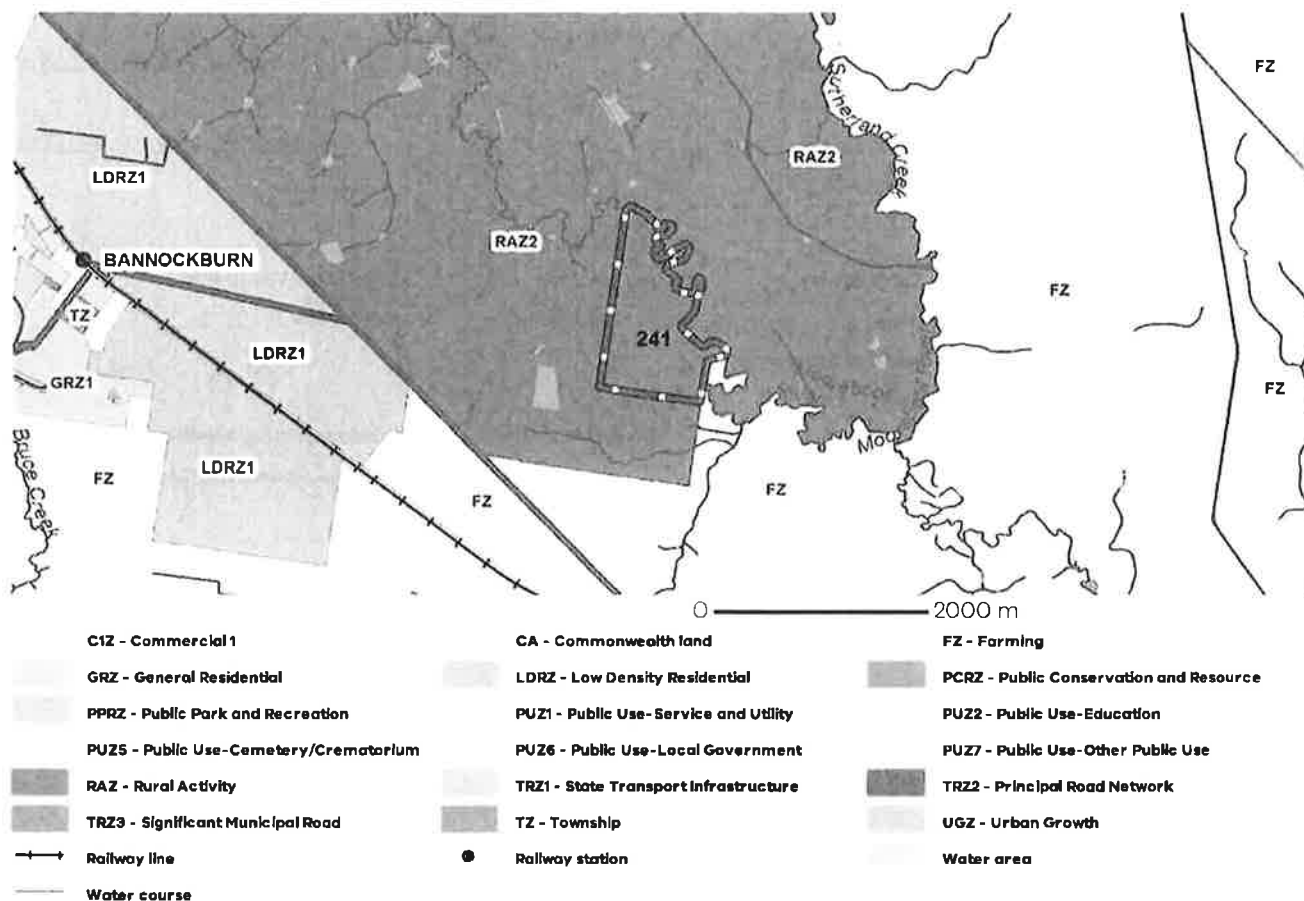 FZ
Sutherland Creek
RAZ2
LDRZ1
RAZ2
BANNOCKBURN
FZ
TZ
241
LDRZ1
GRZ1
FZ
Bruce Creek
LDRZ1
FZ
FZ
FZ
0 2000 m
C1Z - Commercial 1 CA - Commonwealth land FZ - Farming
GRZ - General Residential LDRZ - Low Density Residential PCRZ - Public Conservation and Resource
PPRZ - Public Park and Recreation PUZ1 - Public Use-Service and Utility PUZ2 - Public Use-Education
PUZ5 - Public Use-Cemetery/Crematorium PUZ6 - Public Use-Local Government PUZ7 - Public Use-Other Public Use
RAZ - Rural Activity TRZ1 - State Transport Infrastructure TRZ2 - Principal Road Network
TRZ3 - Significant Municipal Road TZ - Township UGZ - Urban Growth
Railway line Railway station Water area
Water course